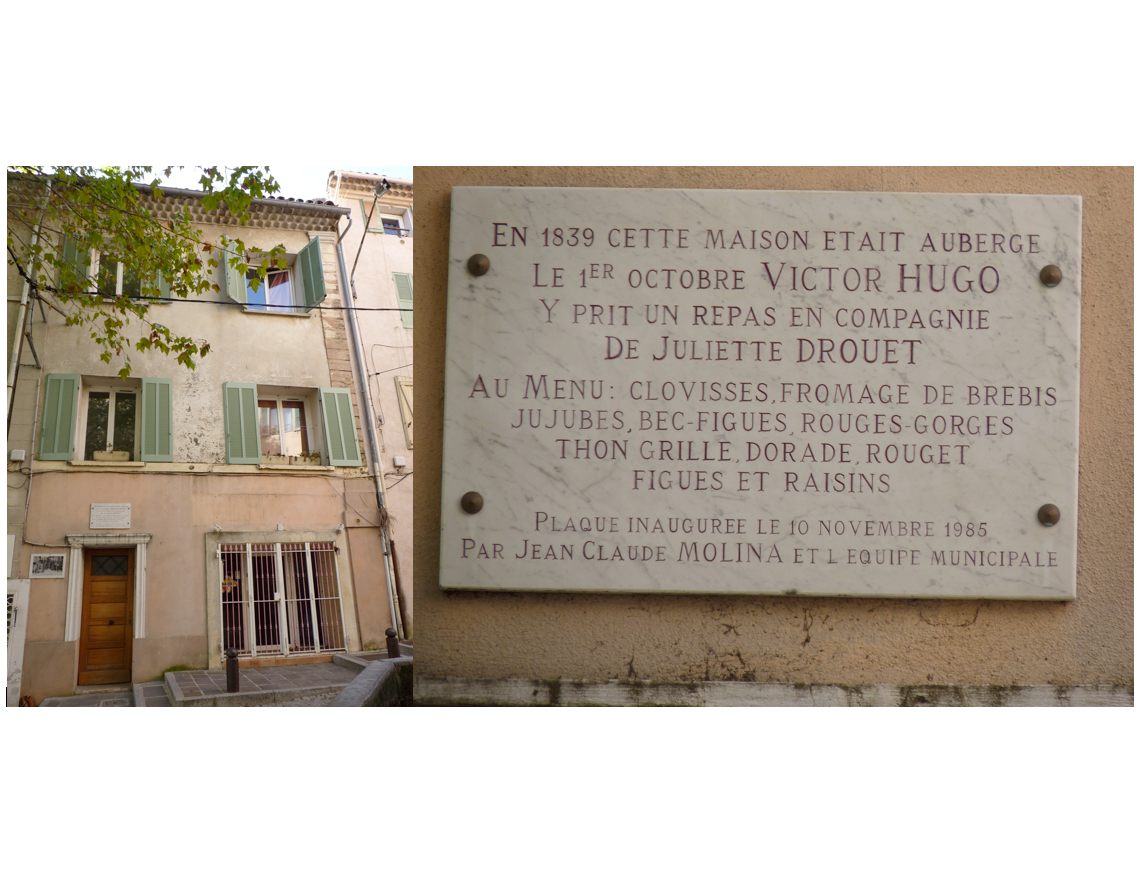 EN 1839 CETTE MAISON ETAIT AUBERGE
LE 1ER OCTOBRE VICTOR HUGO
Y PRIT UN REPAS EN COMPAGNIE
DE JULIETTE DROUET
AU MENU: CLOVISSES, FROMAGE DE BREBIS
JUJUBES, BEC-FIGUES, ROUGES-GORGES
THON GRILLE, DORADE, ROUGET
FIGUES ET RAISINS
PLAQUE INAUGUREE LE 10 NOVEMBRE 1985
PAR JEAN CLAUDE MOLINA ET L'EQUIPE MUNICIPALE